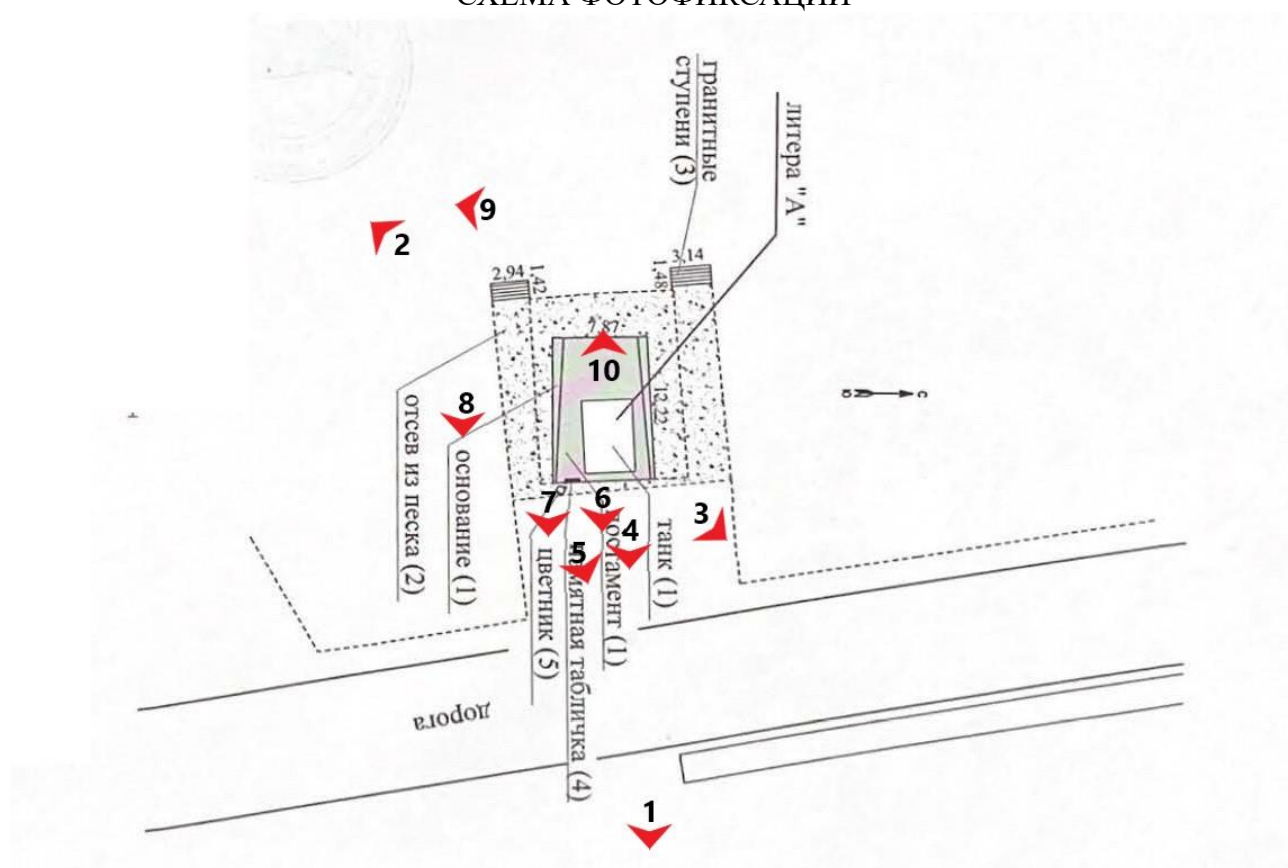 СХЕМА ФОТОФИКСАЦИИ
гранитные
ступени (3)
литера "А"
9
2
2,94
1,42
1,48
3,14
7,87
10
12,22
8
ю
с
отсев из песка (2)
основание (1)
7
6
4
3
5
цветник (5)
памятная табличка (4)
постамент (1)
танк (1)
дорога
1